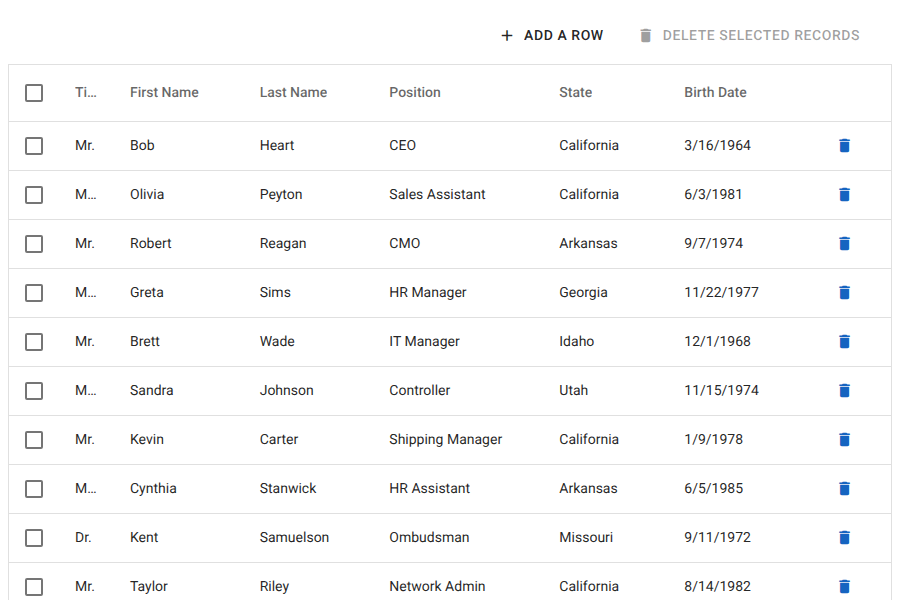 ADD A ROW DELETE SELECTED RECORDS
Ti... First Name Last Name Position State Birth Date
Mr. Bob Heart CEO California 3/16/1964
M... Olivia Peyton Sales Assistant California 6/3/1981
Mr. Robert Reagan CMO Arkansas 9/7/1974
M... Greta Sims HR Manager Georgia 11/22/1977
Mr. Brett Wade IT Manager Idaho 12/1/1968
M... Sandra Johnson Controller Utah 11/15/1974
Mr. Kevin Carter Shipping Manager California 1/9/1978
M... Cynthia Stanwick HR Assistant Arkansas 6/5/1985
Dr. Kent Samuelson Ombudsman Missouri 9/11/1972
Mr. Taylor Riley Network Admin California 8/14/1982